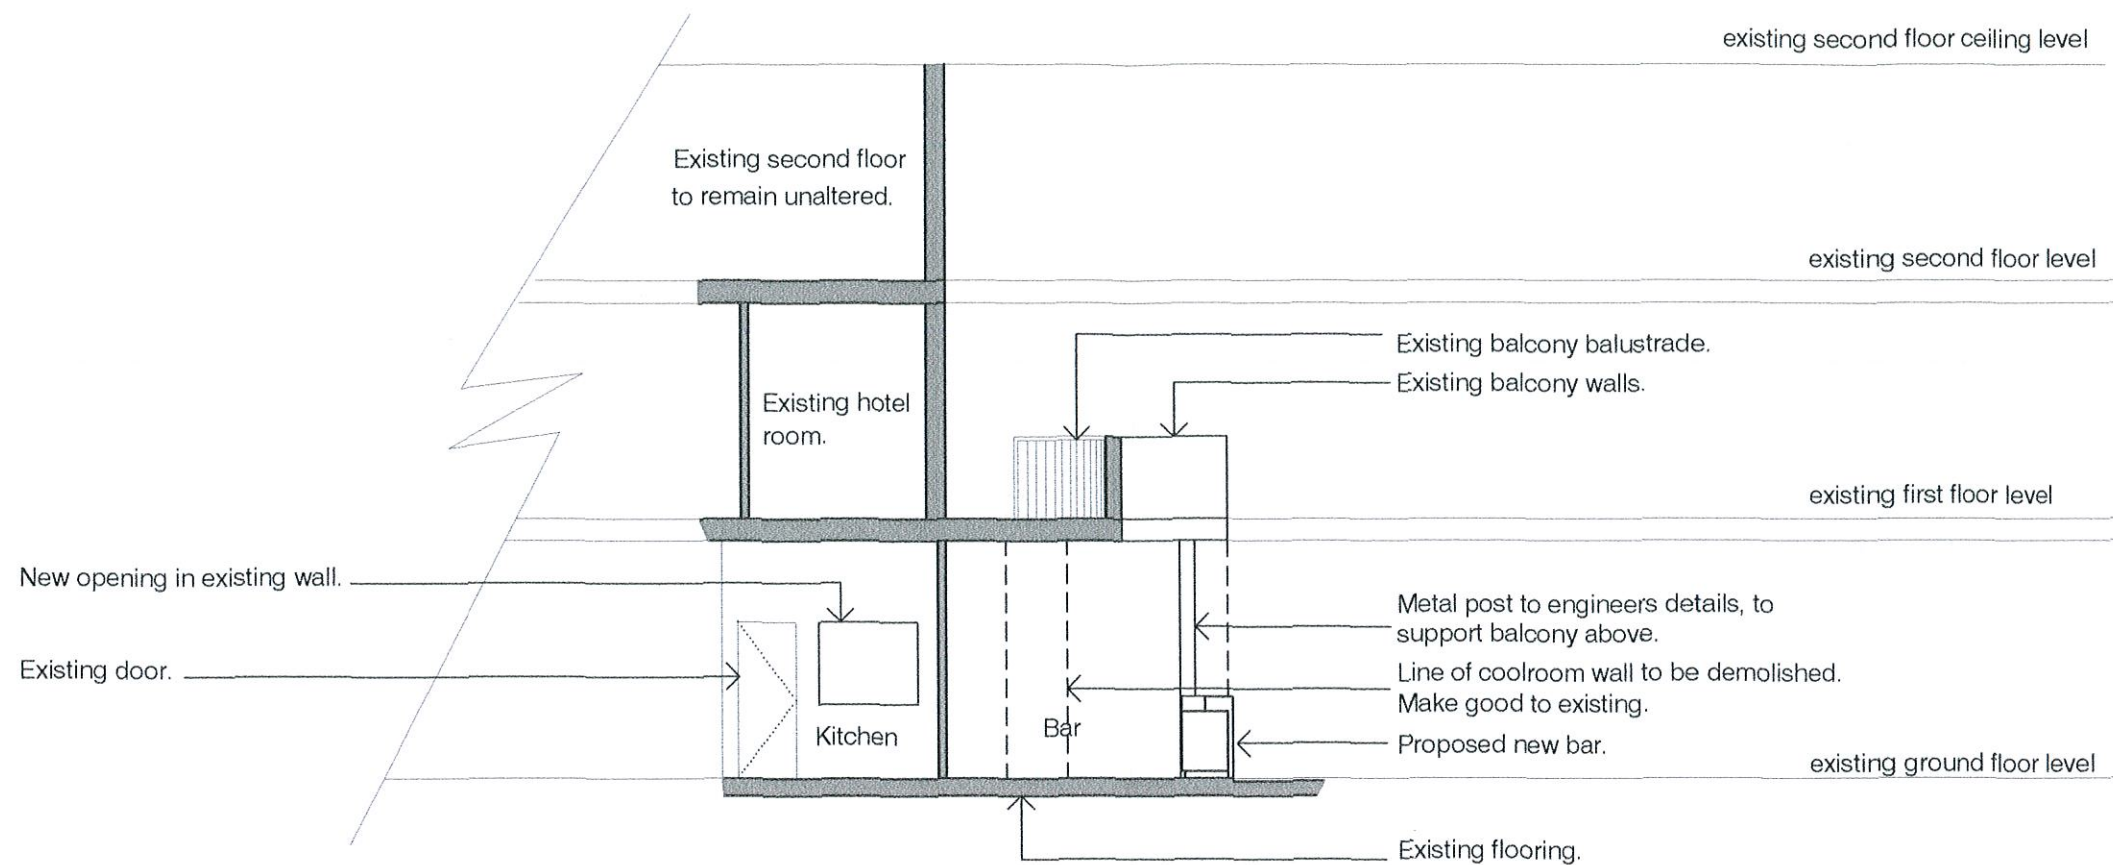 existing second floor ceiling level
Existing second floor
to remain unaltered.
existing second floor level
Existing balcony balustrade.
Existing balcony walls.
Existing hotel
room.
existing first floor level
New opening in existing wall.
Metal post to engineers details, to
support balcony above.
Existing door.
Line of coolroom wall to be demolished.
Make good to existing.
Kitchen
Bar
Proposed new bar.
existing ground floor level
Existing flooring.